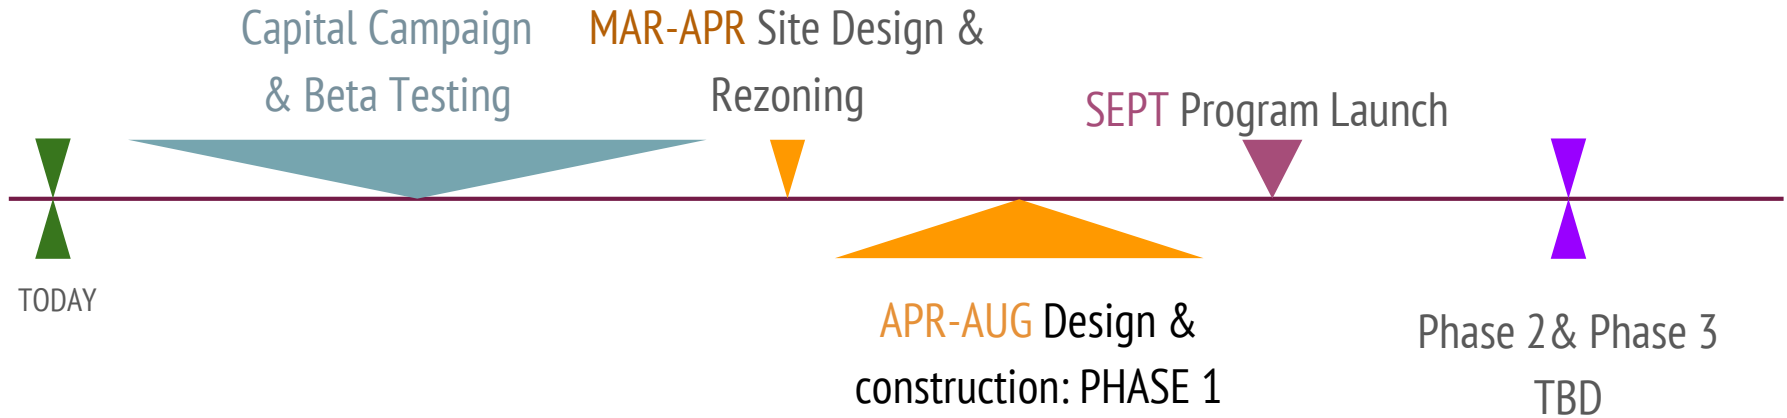 Capital Campaign
& Beta Testing
MAR-APR Site Design &
Rezoning
SEPT Program Launch
TODAY
APR-AUG Design &
construction: PHASE 1
Phase 2& Phase 3
TBD